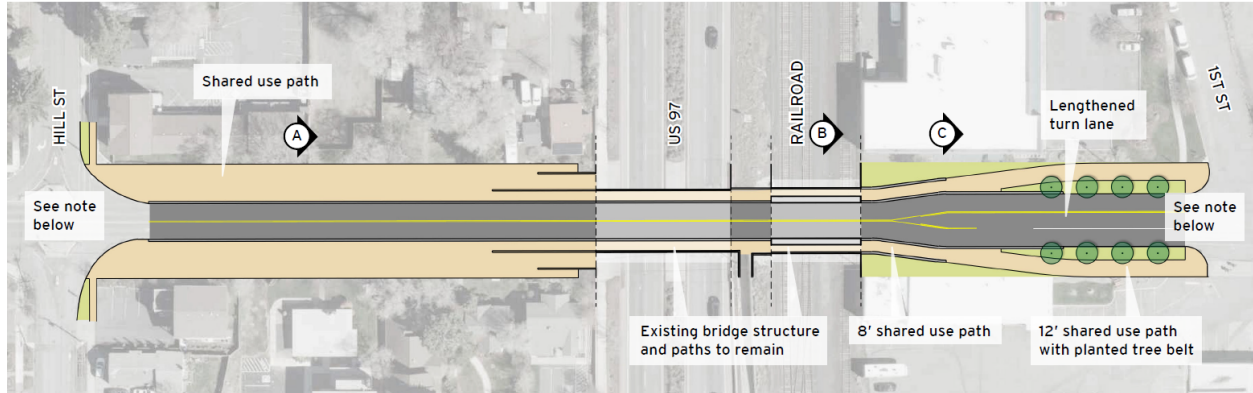 HILL ST
Shared use path
A
US 97
RAILROAD
B
C
Lengthened
turn lane
1ST ST
See note
below
See note
below
Existing bridge structure
and paths to remain
8' shared use path
12' shared use path
with planted tree belt